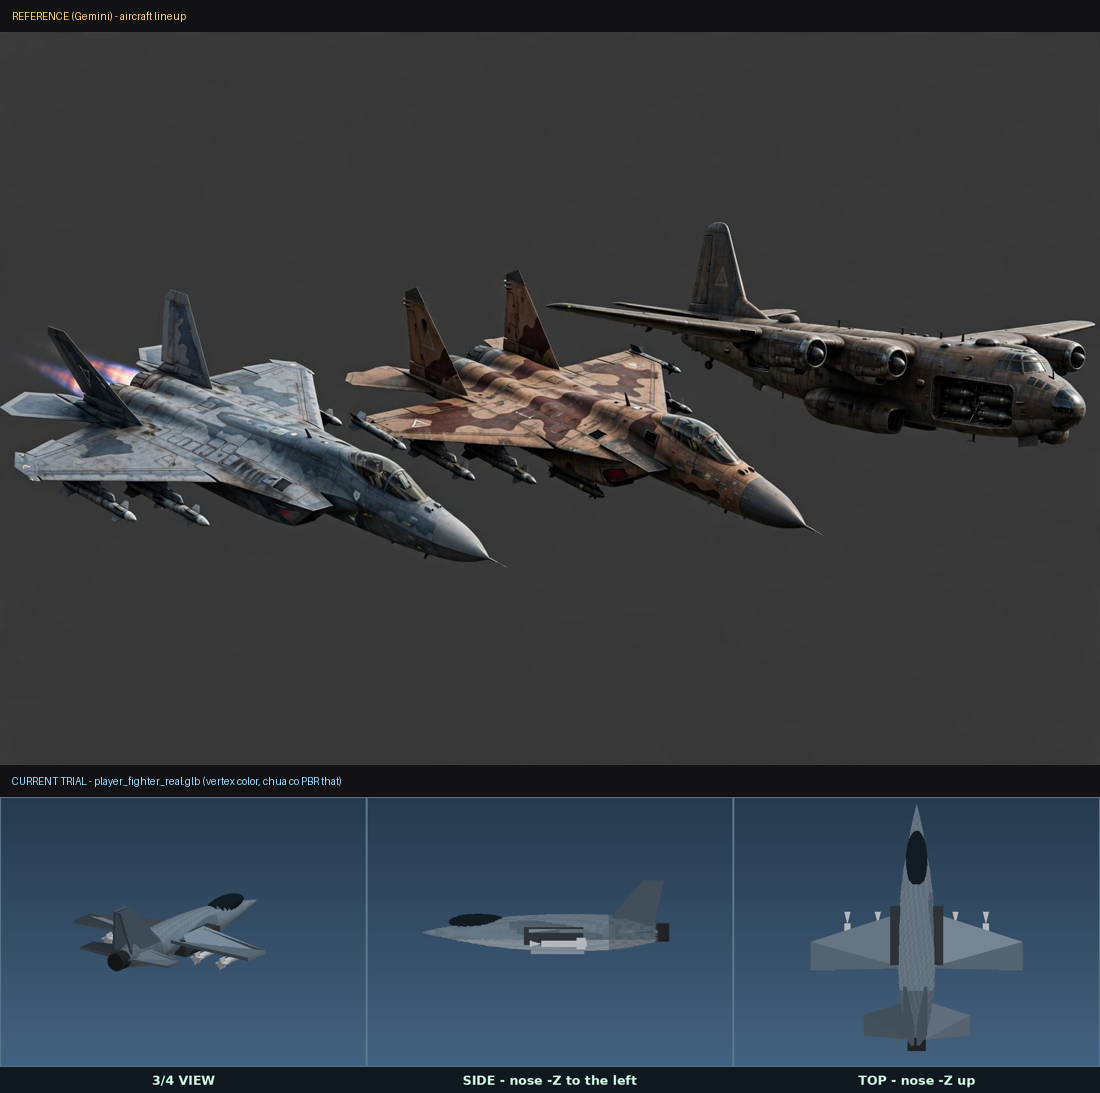 REFERENCE (Gemini) - aircraft lineup
CURRENT TRIAL - player_fighter_real.glb (vertex color, chua co PBR that)
3/4 VIEW
SIDE - nose -Z to the left
TOP - nose -Z up